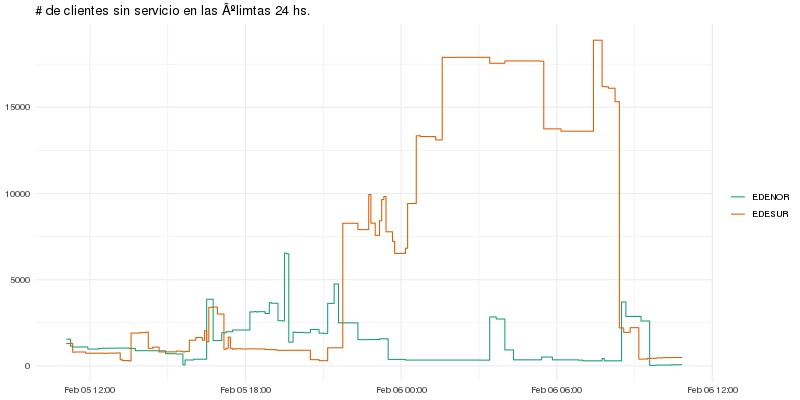 # de clientes sin servicio en las Ãºlimtas 24 hs.
15000
10000
5000
0
Feb 05 12:00
Feb 05 18:00
Feb 06 00:00
Feb 06 06:00
Feb 06 12:00
EDENOR
EDESUR